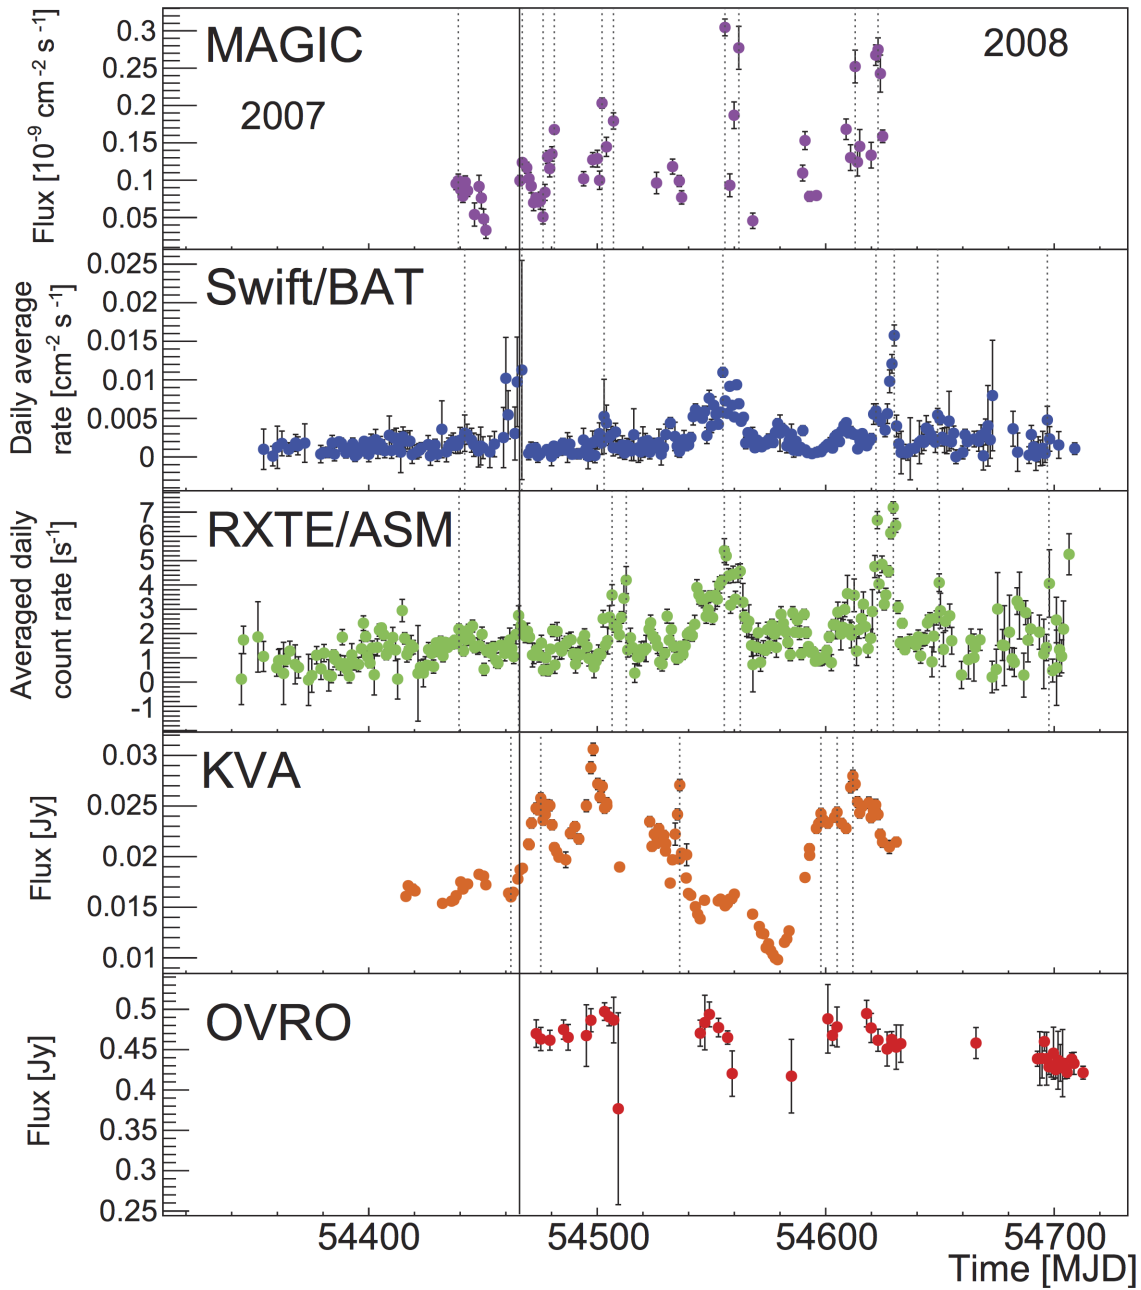 MAGIC
2007
2008
Flux [10⁻⁹ cm⁻² s⁻¹]
0.3
0.25
0.2
0.15
0.1
0.05
Swift/BAT
Daily average
rate [cm⁻² s⁻¹]
0.025
0.02
0.015
0.01
0.005
0
RXTE/ASM
Averaged daily
count rate [s⁻¹]
7
6
5
4
3
2
1
0
-1
KVA
Flux [Jy]
0.03
0.025
0.02
0.015
0.01
OVRO
Flux [Jy]
0.5
0.45
0.4
0.35
0.3
0.25
54400
54500
54600
54700
Time [MJD]